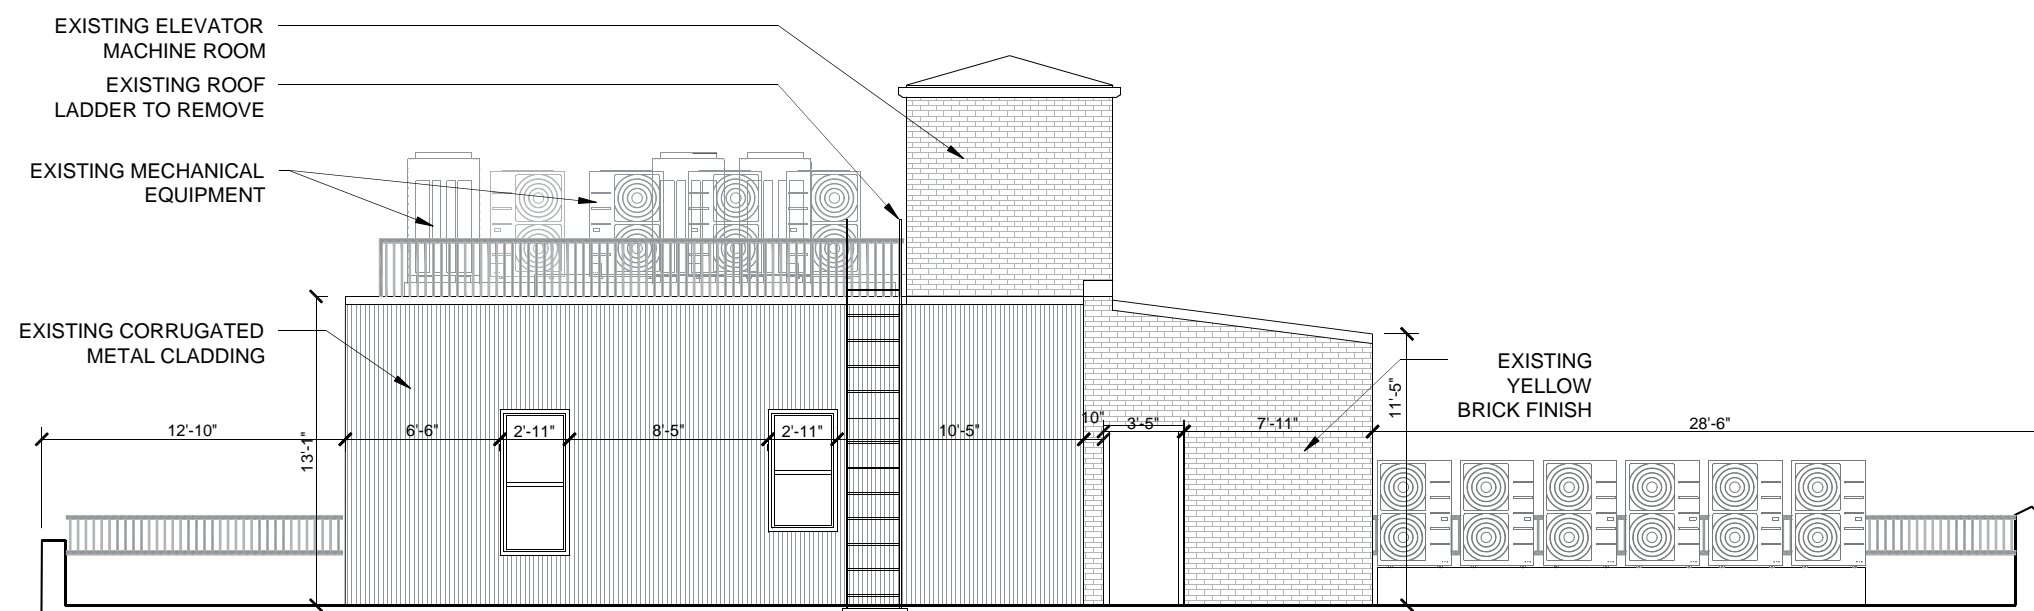 EXISTING ELEVATOR
MACHINE ROOM
EXISTING ROOF
LADDER TO REMOVE
EXISTING MECHANICAL
EQUIPMENT
EXISTING CORRUGATED
METAL CLADDING
EXISTING
YELLOW
BRICK FINISH
12'-10"
13'-1"
6'-6"
2'-11"
8'-5"
2'-11"
10'-5"
10"
3'-5"
7'-11"
11'-5"
28'-6"